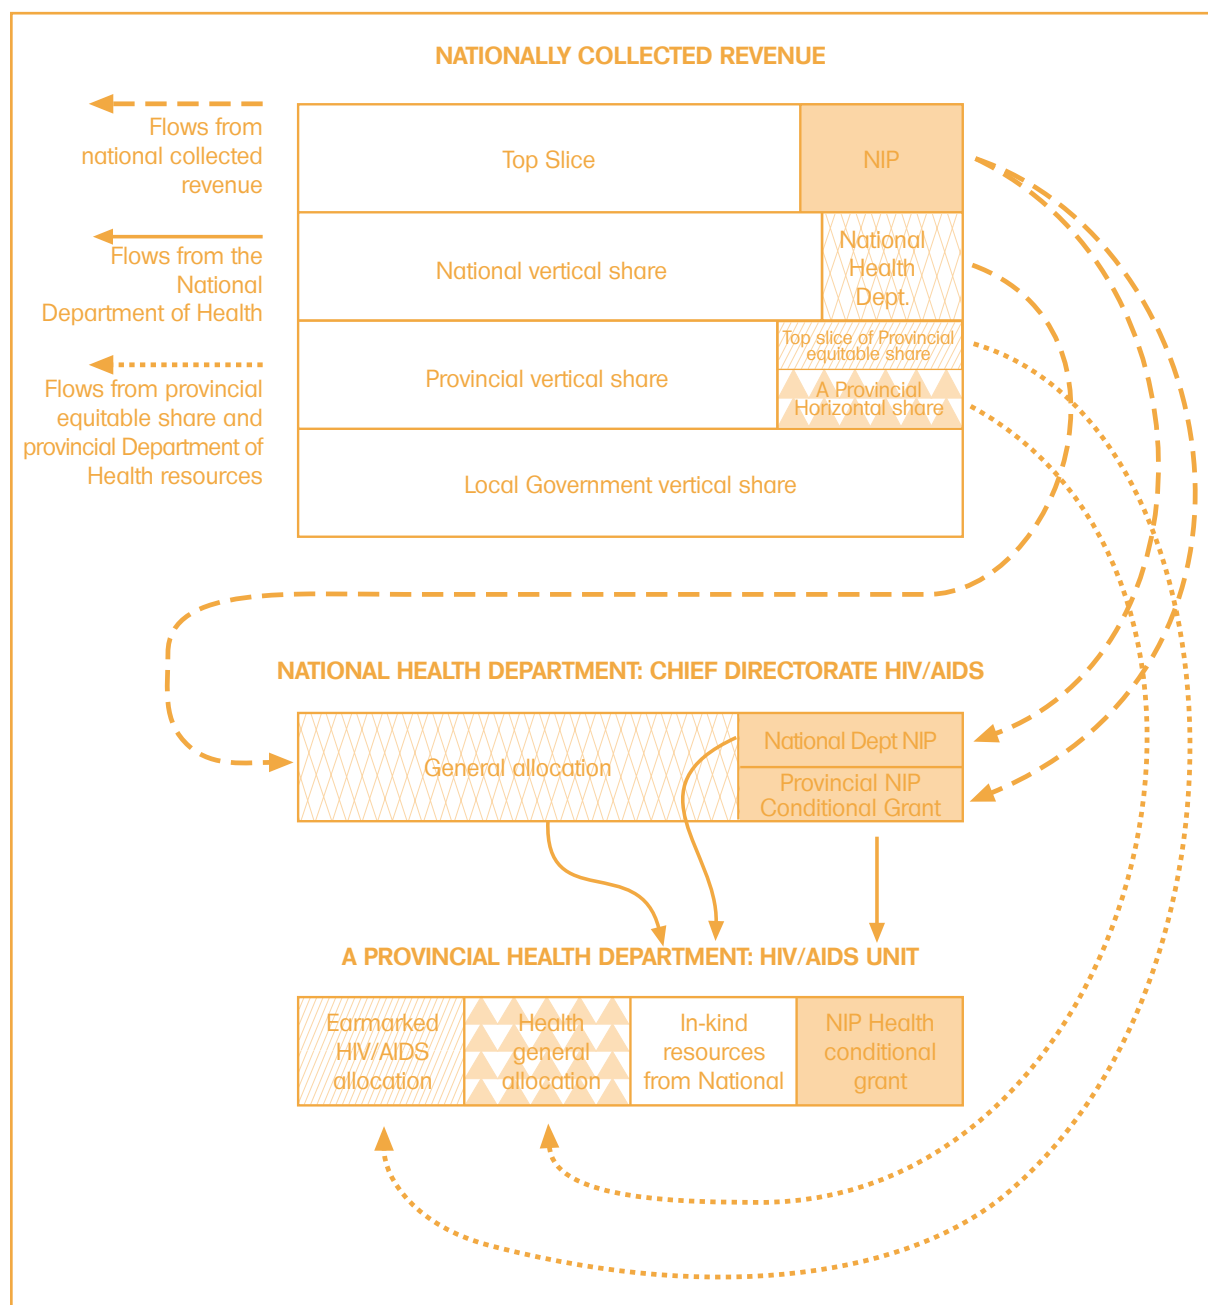 NATIONALLY COLLECTED REVENUE
Flows from
national collected
revenue
Flows from the
National
Department of Health
Flows from provincial
equitable share and
provincial Department of
Health resources
Top Slice
NIP
National vertical share
National
Health
Dept.
Provincial vertical share
Top slice of Provincial
equitable share
A Provincial
Horizontal share
Local Government vertical share
NATIONAL HEALTH DEPARTMENT: CHIEF DIRECTORATE HIV/AIDS
General allocation
National Dept NIP
Provincial NIP
Conditional Grant
A PROVINCIAL HEALTH DEPARTMENT: HIV/AIDS UNIT
Earmarked
HIV/AIDS
allocation
Health
general
allocation
In-kind
resources
from National
NIP Health
conditional
grant